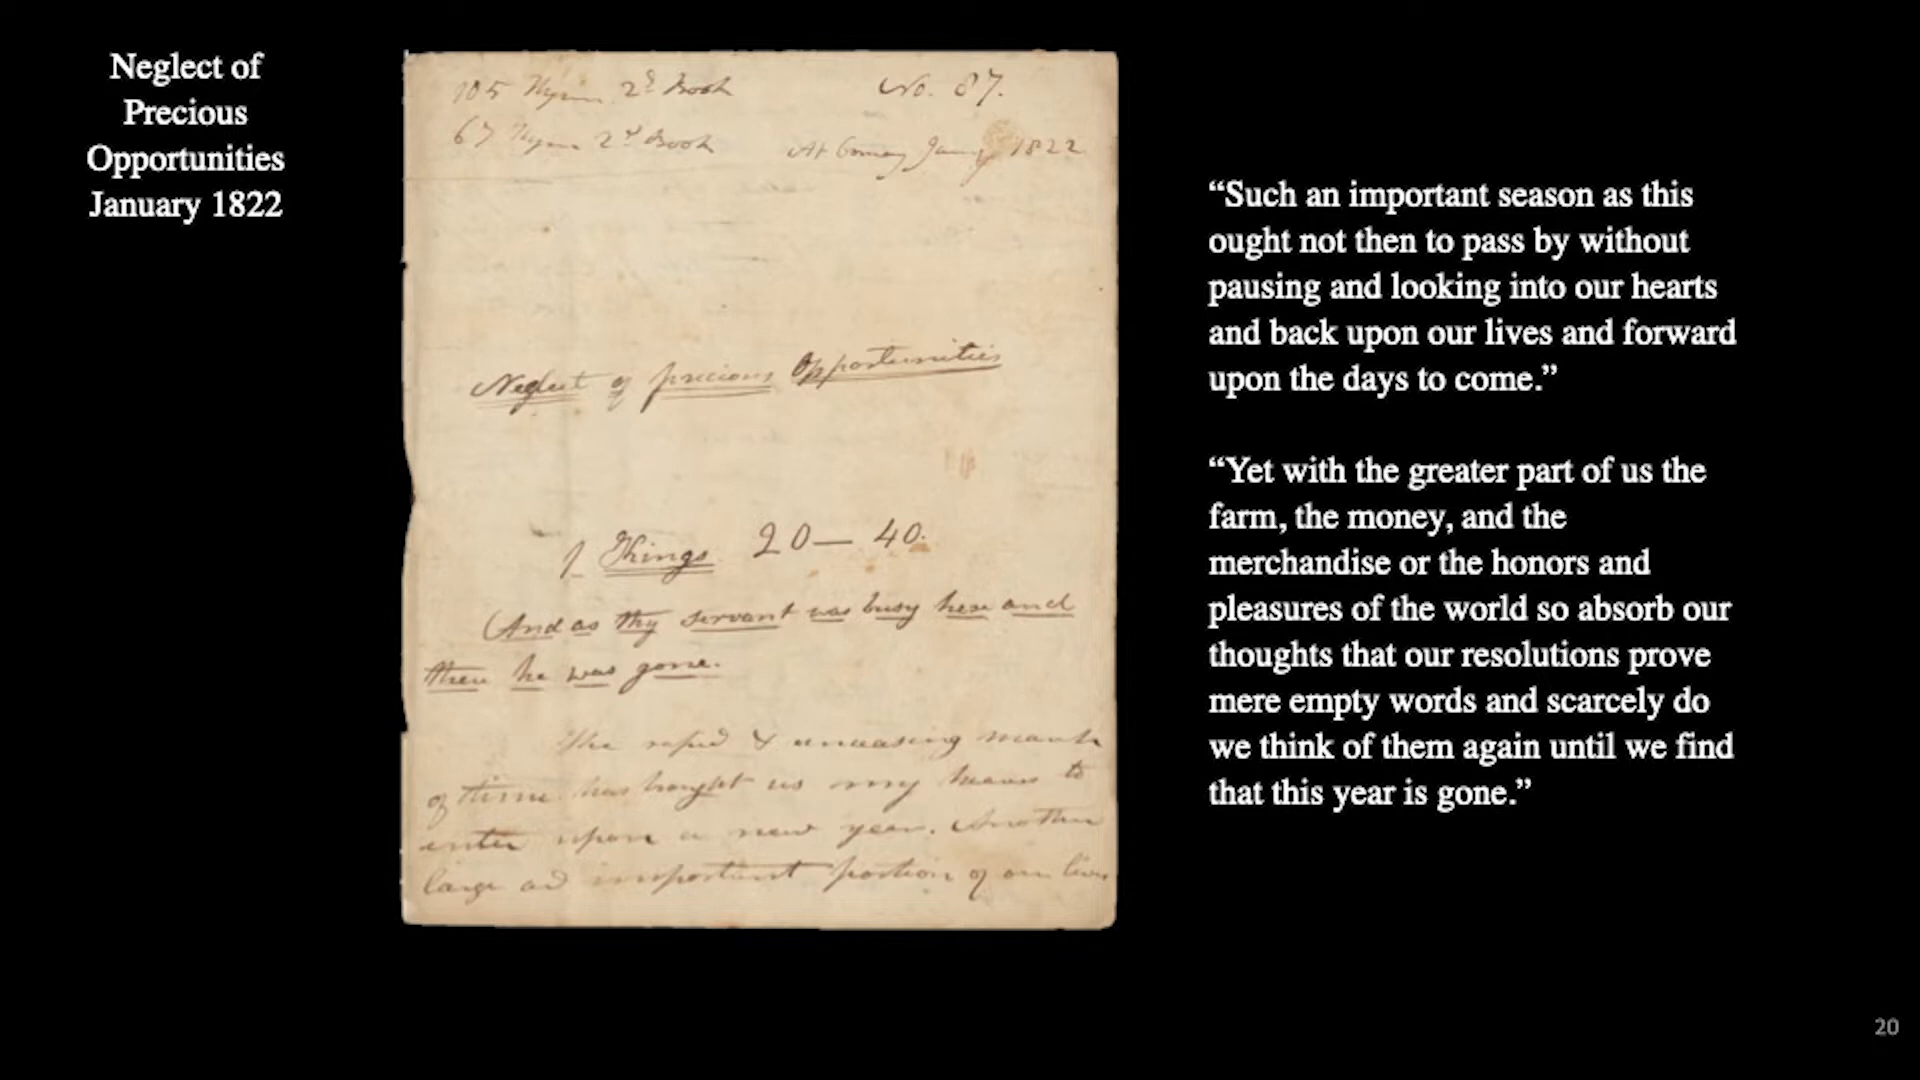 Neglect of
Precious
Opportunities
January 1822
105 Hymn 2d Book
No. 87.
67 Hymn 2d Book
At January 1822
Neglect of precious Opportunities
1 Kings 20—40.
And as thy servant was busy here and
there he was gone.
The rapid & unceasing march
of time has brought us my hearers to
enter upon a new year. Another
large and important portion of our lives
“Such an important season as this
ought not then to pass by without
pausing and looking into our hearts
and back upon our lives and forward
upon the days to come.”
“Yet with the greater part of us the
farm, the money, and the
merchandise or the honors and
pleasures of the world so absorb our
thoughts that our resolutions prove
mere empty words and scarcely do
we think of them again until we find
that this year is gone.”
20